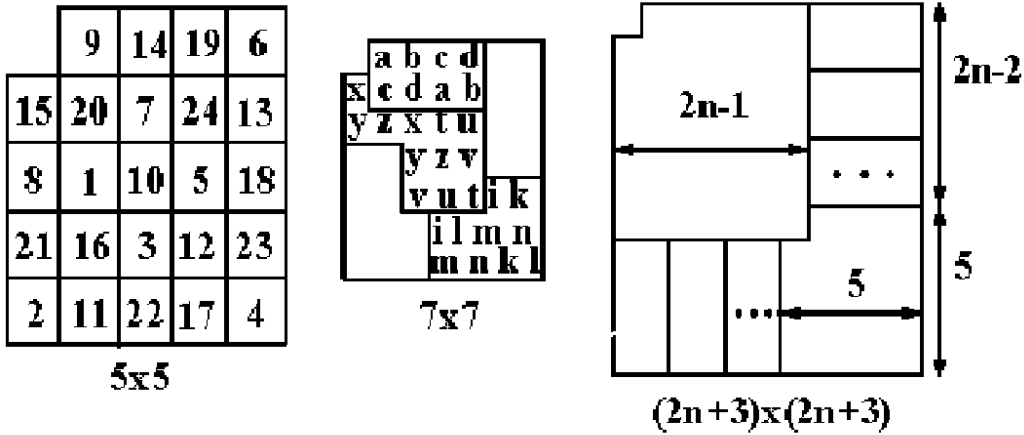 9 14 19 6
15 20 7 24 13
8 1 10 5 18
21 16 3 12 23
2 11 22 17 4
5x5
a b c d
x c d a b
y z x t u
y z v
v u t i k
i l m n
m n k l
7x7
2n-2
2n-1
...
5
5
...
(2n+3)x(2n+3)